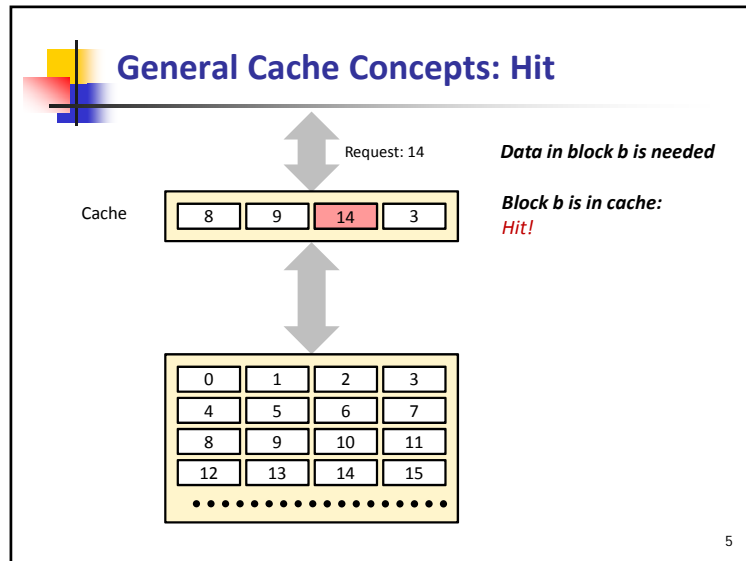 General Cache Concepts: Hit
Request: 14
Data in block b is needed
Cache
8 9 14 3
Block b is in cache:
Hit!
0 1 2 3
4 5 6 7
8 9 10 11
12 13 14 15
5